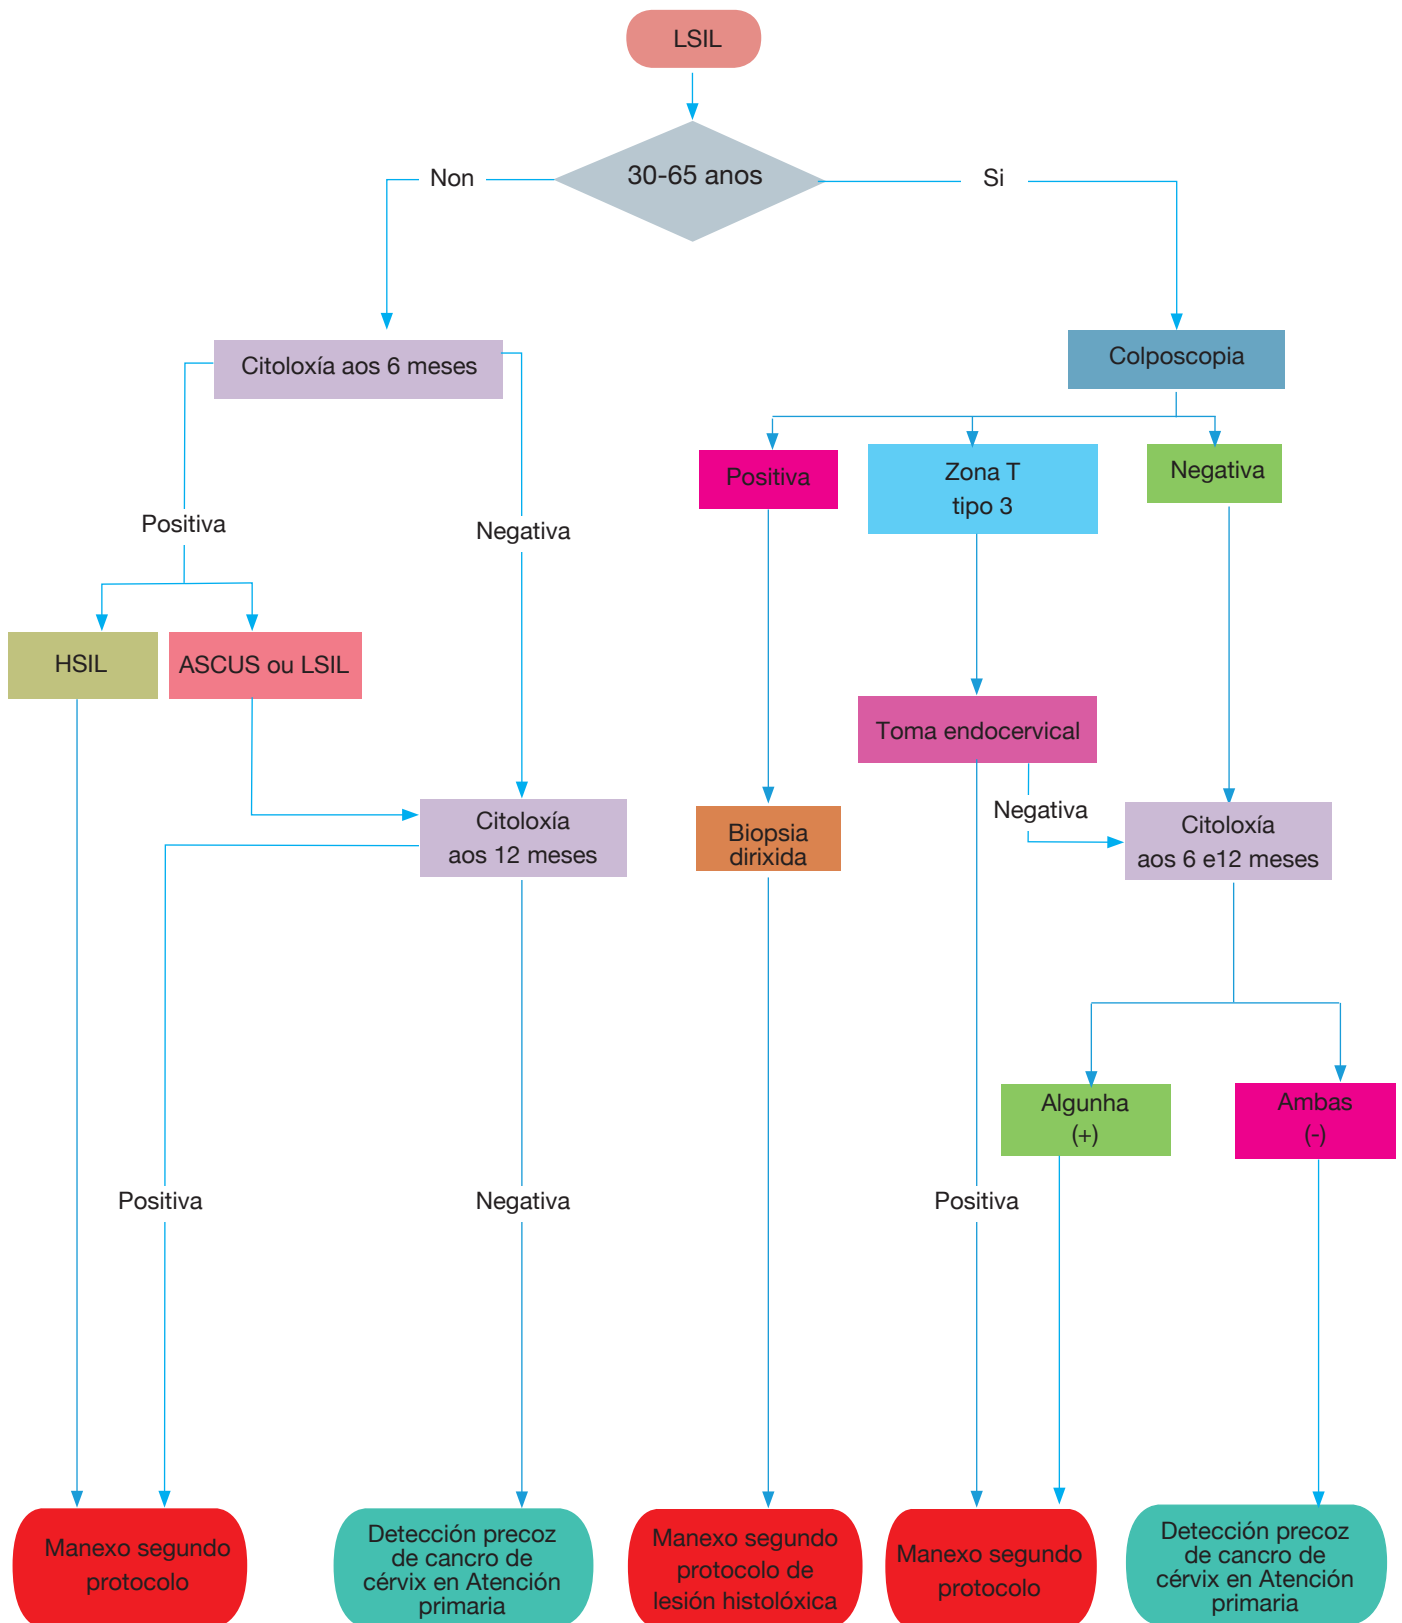 LSIL
30-65 anos
Non
Si
Citoloxía aos 6 meses
Colposcopia
Positiva
Zona T
tipo 3
Negativa
Positiva
Negativa
HSIL
ASCUS ou LSIL
Toma endocervical
Negativa
Citoloxía
aos 12 meses
Biopsia
dirixida
Citoloxía
aos 6 e12 meses
Algunha
(+)
Ambas
(-)
Positiva
Negativa
Positiva
Manexo segundo
protocolo
Detección precoz
de cancro de
cérvix en Atención
primaria
Manexo segundo
protocolo de
lesión histolóxica
Manexo segundo
protocolo
Detección precoz
de cancro de
cérvix en Atención
primaria